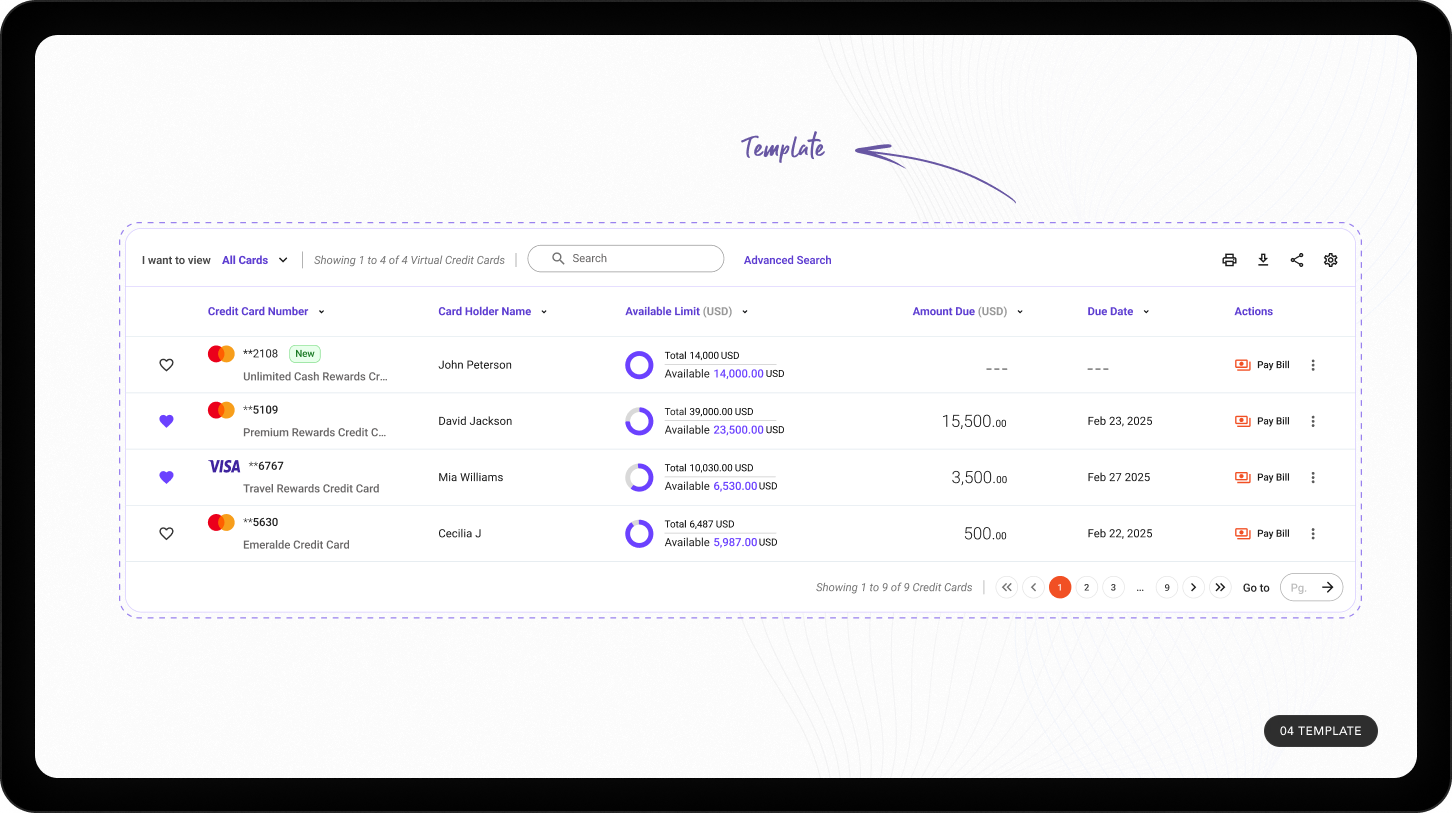 Template
I want to view All Cards Showing 1 to 4 of 4 Virtual Credit Cards Search Advanced Search
Credit Card Number Card Holder Name Available Limit (USD) Amount Due (USD) Due Date Actions
**2108 New
Unlimited Cash Rewards Cr...
John Peterson
Total 14,000 USD
Available 14,000.00 USD
--- ---
Pay Bill
**5109
Premium Rewards Credit C...
David Jackson
Total 39,000.00 USD
Available 23,500.00 USD
15,500.00
Feb 23, 2025
Pay Bill
VISA **6767
Travel Rewards Credit Card
Mia Williams
Total 10,030.00 USD
Available 6,530.00 USD
3,500.00
Feb 27 2025
Pay Bill
**5630
Emeralde Credit Card
Cecilia J
Total 6,487 USD
Available 5,987.00 USD
500.00
Feb 22, 2025
Pay Bill
Showing 1 to 9 of 9 Credit Cards 1 2 3 ... 9 Go to Pg.
04 TEMPLATE